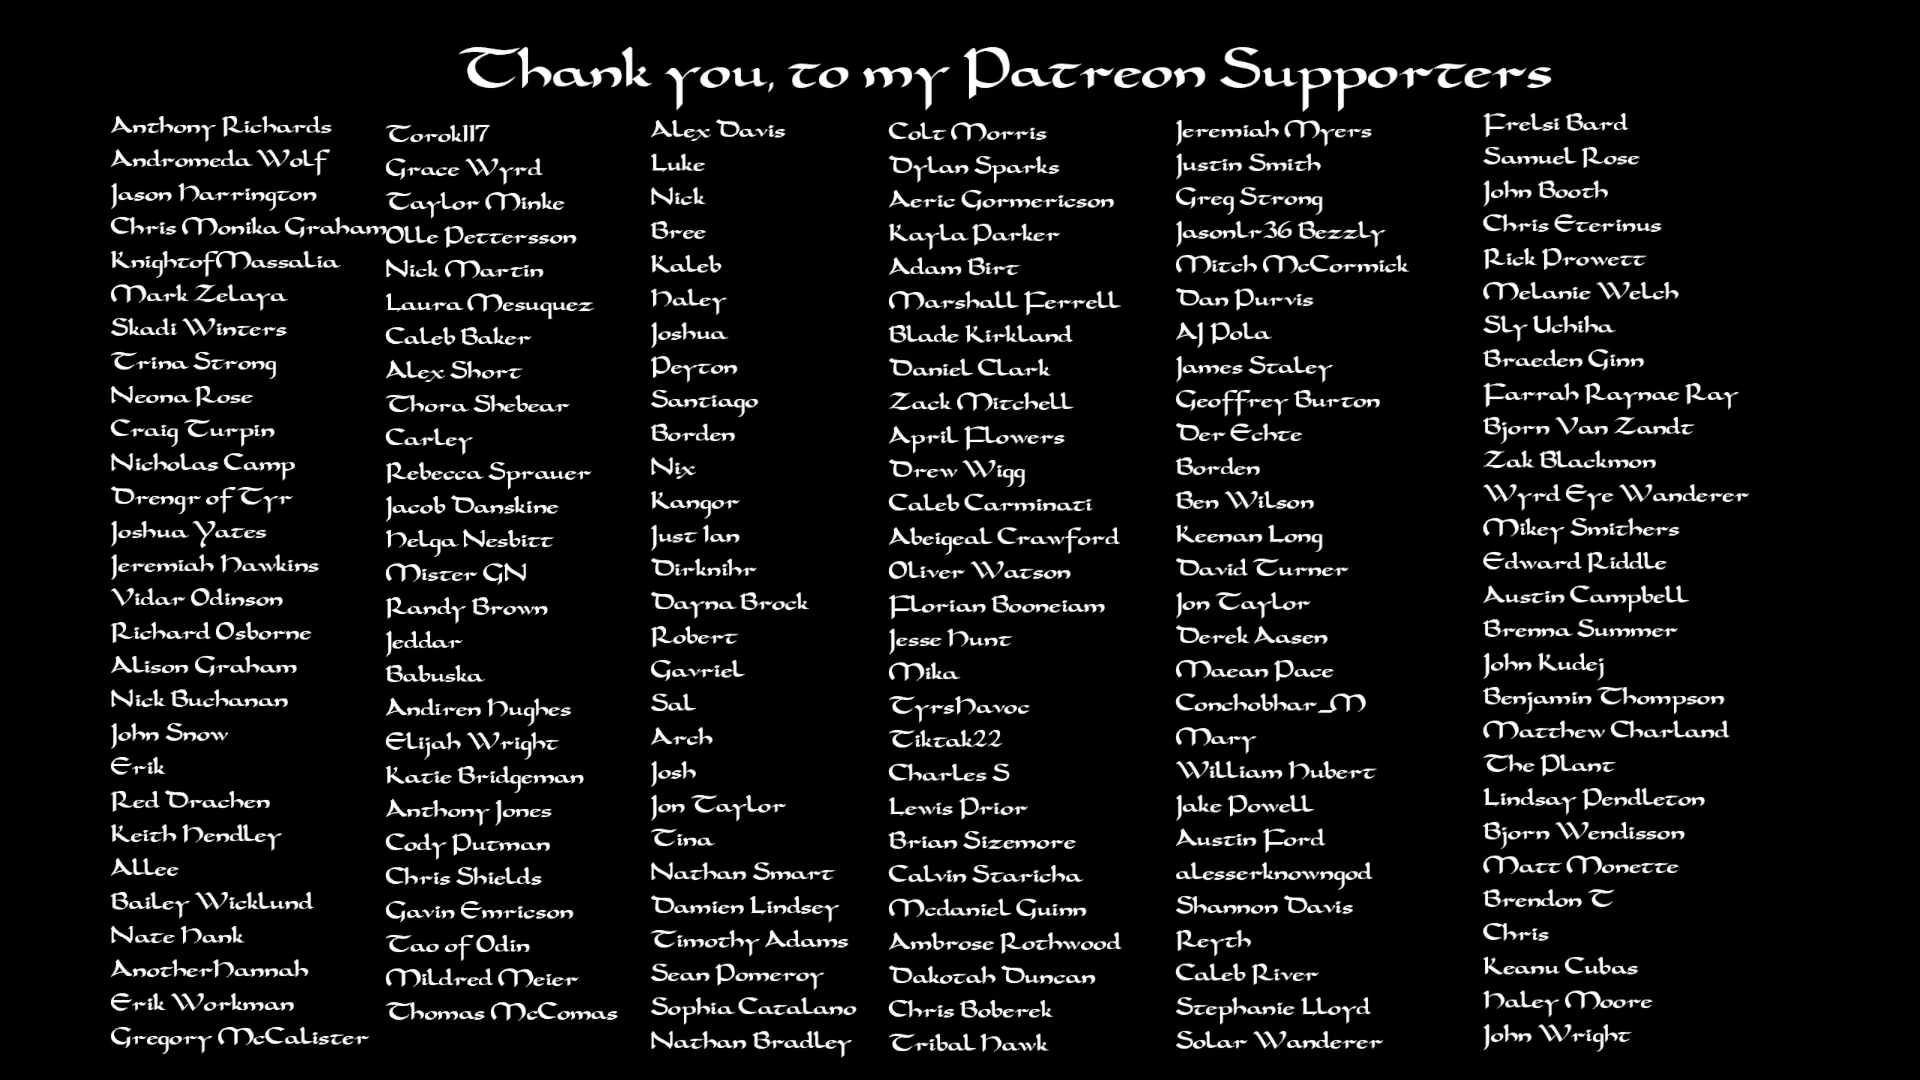 Thank you, to my Patreon Supporters
Anthony Richards
Andromeda Wolf
Jason Harrington
Chris Monika Graham
KnightofMassalia
Mark Zelaya
Skadi Winters
Trina Strong
Neona Rose
Craig Turpin
Nicholas Camp
Drengr of Tyr
Joshua Yates
Jeremiah Hawkins
Vidar Odinson
Richard Osborne
Alison Graham
Nick Buchanan
John Snow
Erik
Red Drachen
Keith Hendley
Allee
Bailey Wicklund
Nate Hank
AnotherHannah
Erik Workman
Gregory McCalister
Torok117
Grace Wyrd
Taylor Minke
Olle Pettersson
Nick Martin
Laura Mesuquez
Caleb Baker
Alex Short
Thora Shebear
Carley
Rebecca Sprauer
Jacob Danskine
Helga Nesbitt
Mister GN
Randy Brown
Jeddar
Babuska
Andiren Hughes
Elijah Wright
Katie Bridgeman
Anthony Jones
Cody Putman
Chris Shields
Gavin Emricson
Tao of Odin
Mildred Meier
Thomas McComas
Alex Davis
Luke
Nick
Bree
Kaleb
Haley
Joshua
Peyton
Santiago
Borden
Nix
Kangor
Just Ian
Dirknihr
Dayna Brock
Robert
Gavriel
Sal
Arch
Josh
Jon Taylor
Tina
Nathan Smart
Damien Lindsey
Timothy Adams
Sean Pomeroy
Sophia Catalano
Nathan Bradley
Colt Morris
Dylan Sparks
Aeric Gormericson
Kayla Parker
Adam Birt
Marshall Ferrell
Blade Kirkland
Daniel Clark
Zack Mitchell
April Flowers
Drew Wigg
Caleb Carminati
Abeigeal Crawford
Oliver Watson
Florian Booneiam
Jesse Hunt
Mika
TyrsHavoc
Tiktak22
Charles S
Lewis Prior
Brian Sizemore
Calvin Staricha
Mcdaniel Guinn
Ambrose Rothwood
Dakotah Duncan
Chris Boberek
Tribal Hawk
Jeremiah Myers
Justin Smith
Greg Strong
Jasonlr36 Bezzly
Mitch McCormick
Dan Purvis
AJ Pola
James Staley
Geoffrey Burton
Der Echte
Borden
Ben Wilson
Keenan Long
David Turner
Jon Taylor
Derek Aasen
Maean Pace
Conchobhar_M
Mary
William Hubert
Jake Powell
Austin Ford
alesserknowngod
Shannon Davis
Reyth
Caleb River
Stephanie Lloyd
Solar Wanderer
Frelsi Bard
Samuel Rose
John Booth
Chris Eterinus
Rick Prowett
Melanie Welch
Sly Uchiha
Braeden Ginn
Farrah Raynae Ray
Bjorn Van Zandt
Zak Blackmon
Wyrd Eye Wanderer
Mikey Smithers
Edward Riddle
Austin Campbell
Brenna Summer
John Kudej
Benjamin Thompson
Matthew Charland
The Plant
Lindsay Pendleton
Bjorn Wendisson
Matt Monette
Brendon T
Chris
Keanu Cubas
Haley Moore
John Wright